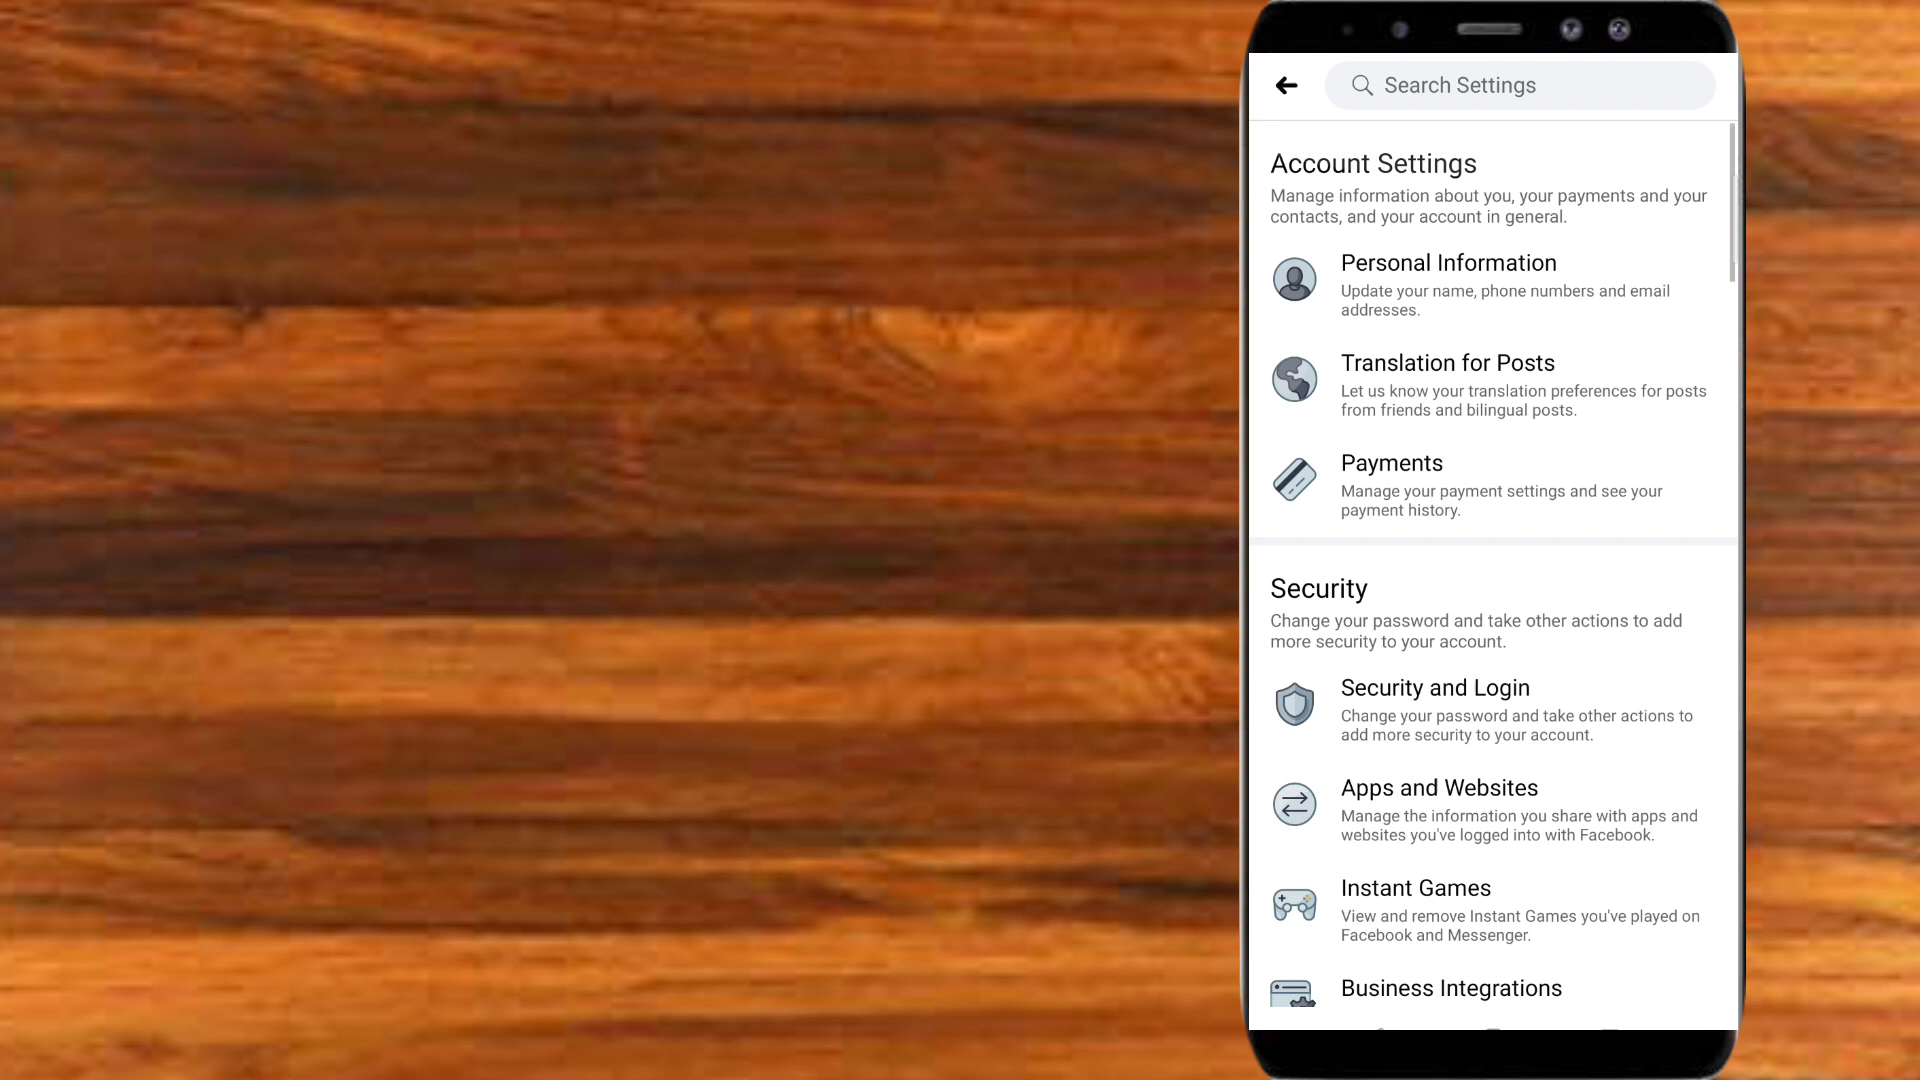 Search Settings
Account Settings
Manage information about you, your payments and your
contacts, and your account in general.
Personal Information
Update your name, phone numbers and email
addresses.
Translation for Posts
Let us know your translation preferences for posts
from friends and bilingual posts.
Payments
Manage your payment settings and see your
payment history.
Security
Change your password and take other actions to add
more security to your account.
Security and Login
Change your password and take other actions to
add more security to your account.
Apps and Websites
Manage the information you share with apps and
websites you've logged into with Facebook.
Instant Games
View and remove Instant Games you've played on
Facebook and Messenger.
Business Integrations